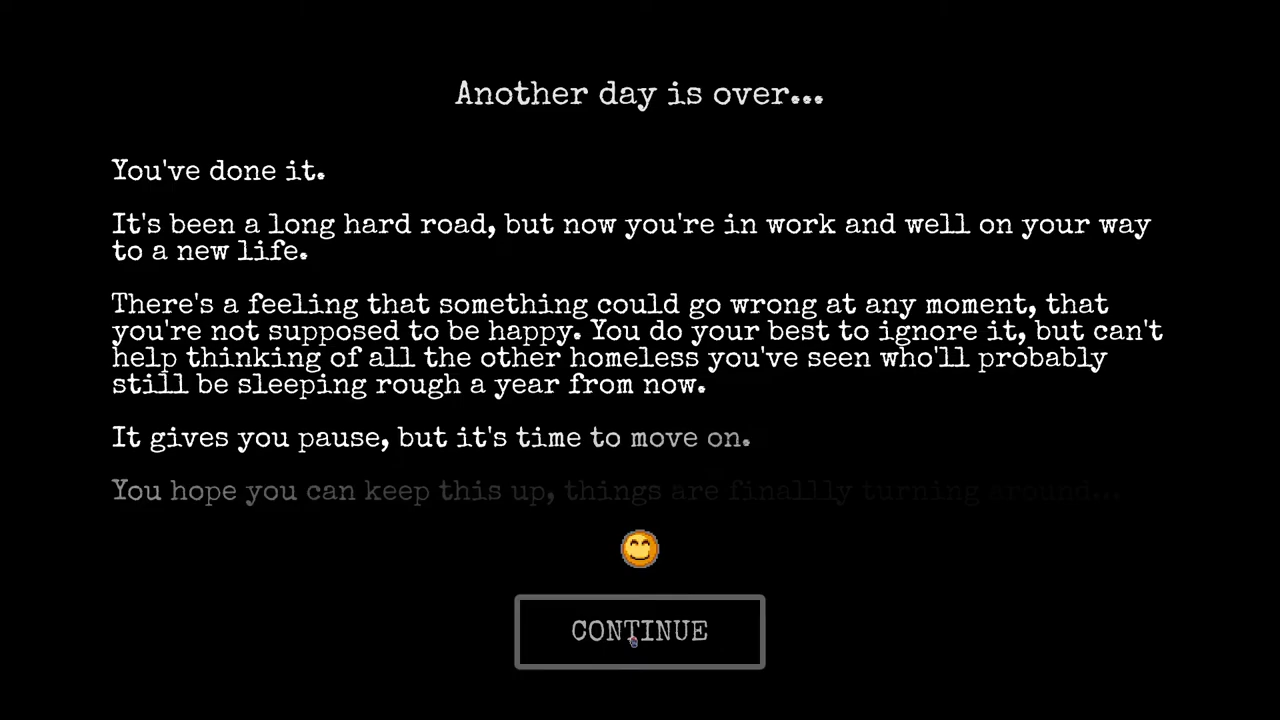 Another day is over...
You've done it.
It's been a long hard road, but now you're in work and well on your way
to a new life.
There's a feeling that something could go wrong at any moment, that
you're not supposed to be happy. You do your best to ignore it, but can't
help thinking of all the other homeless you've seen who'll probably
still be sleeping rough a year from now.
It gives you pause, but it's time to move on.
You hope you can keep this up, things are finallly turning around...
CONTINUE